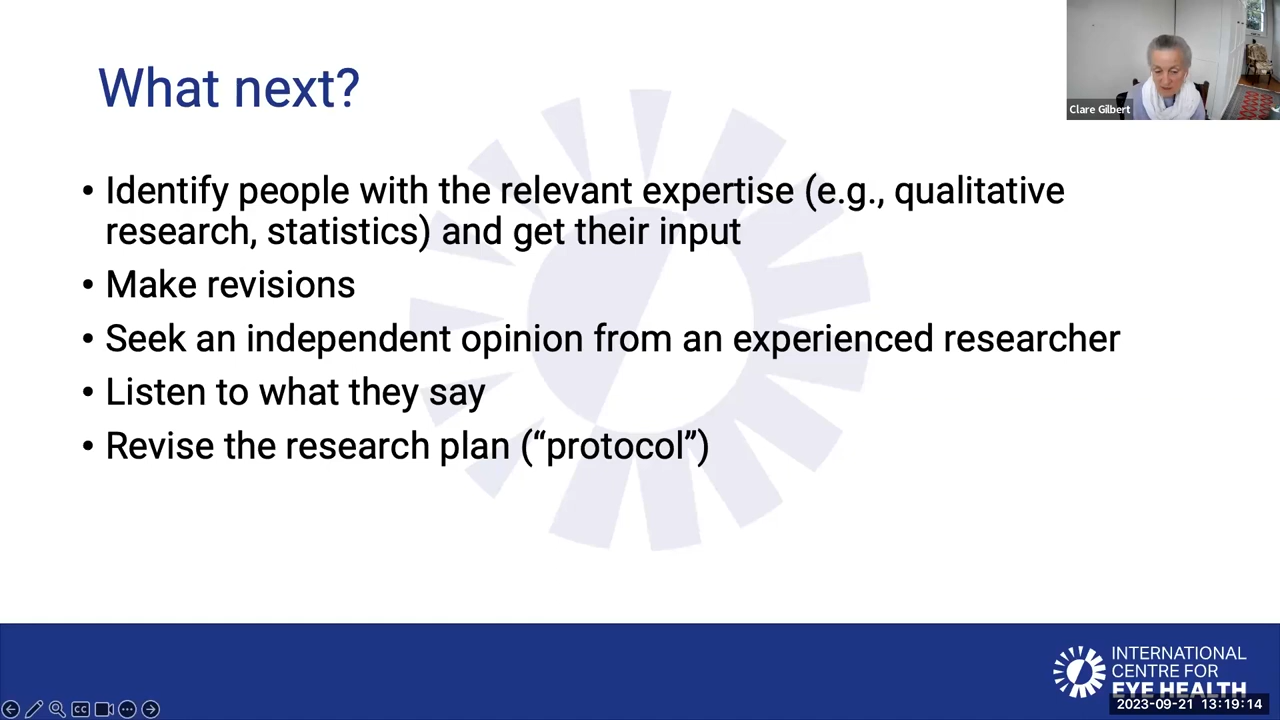 What next?
Clare Gilbert
• Identify people with the relevant expertise (e.g., qualitative
research, statistics) and get their input
• Make revisions
• Seek an independent opinion from an experienced researcher
• Listen to what they say
• Revise the research plan (“protocol”)
INTERNATIONAL
CENTRE FOR
EYE HEALTH
2023-09-21 13:19:14
CC